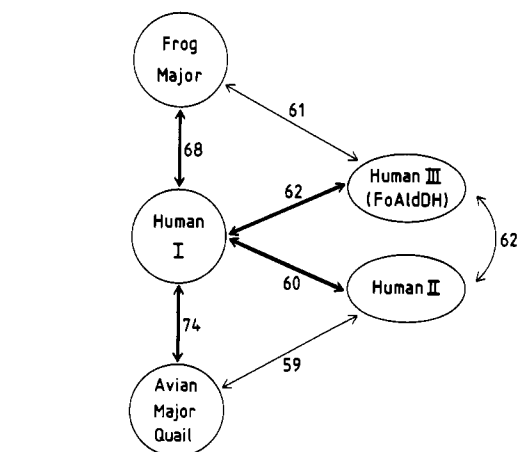 Frog
Major
61
68
Human III
(FoAldDH)
62
Human
I
62
60
Human II
74
59
Avian
Major
Quail